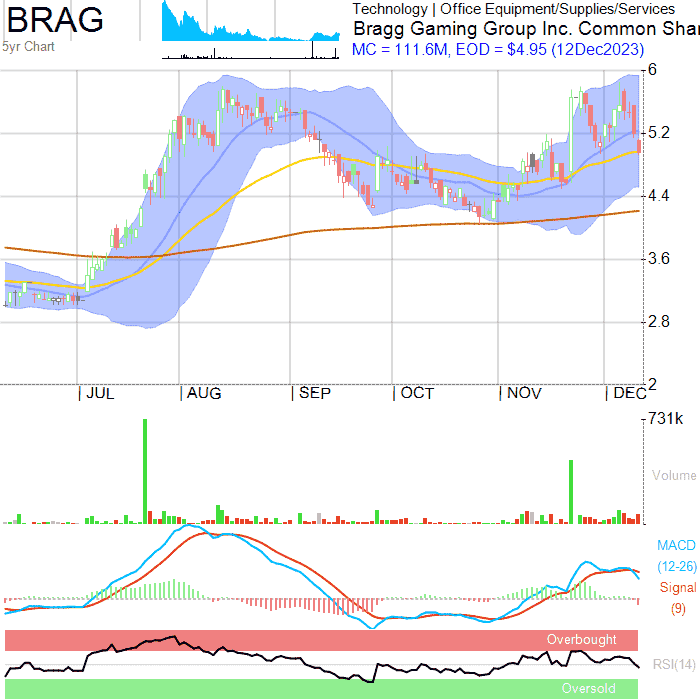 BRAG
5yr Chart
Technology | Office Equipment/Supplies/Services
Bragg Gaming Group Inc. Common Shar
MC = 111.6M, EOD = $4.95 (12Dec2023)
6
5.2
4.4
3.6
2.8
2
| JUL | AUG | SEP | OCT | NOV | DEC
731k
Volume
MACD
(12-26)
Signal
(9)
Overbought
RSI(14)
Oversold